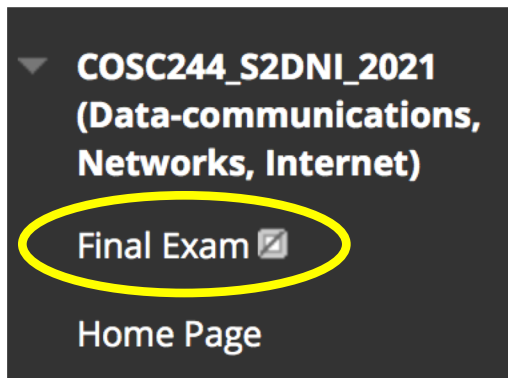 COSC244_S2DNI_2021
(Data-communications,
Networks, Internet)
Final Exam
Home Page